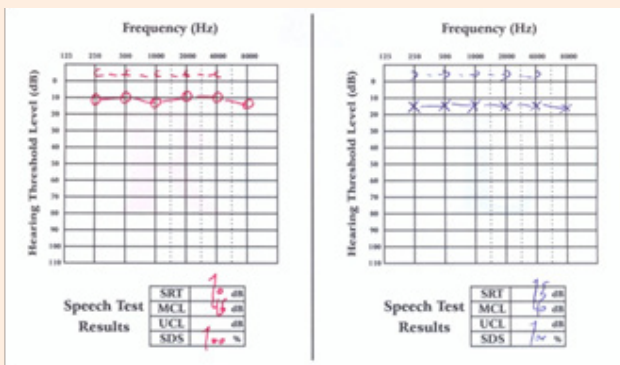 Frequency (Hz)
125 250 500 1000 2000 4000 8000
Hearing Threshold Level (dB)
0
10
20
30
40
50
60
70
80
90
100
110
Speech Test Results
SRT 10 dB
MCL dB
UCL dB
SDS 100 %
Frequency (Hz)
125 250 500 1000 2000 4000 8000
Hearing Threshold Level (dB)
0
10
20
30
40
50
60
70
80
90
100
110
Speech Test Results
SRT 15 dB
MCL dB
UCL dB
SDS 100 %